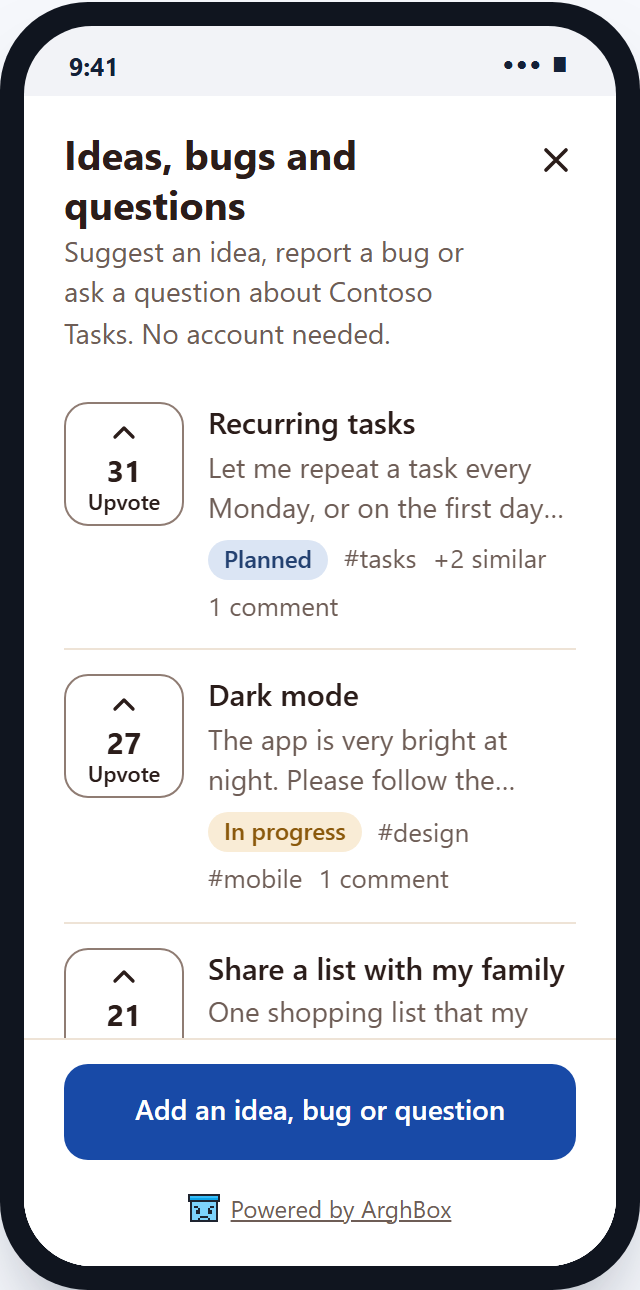 9:41
Ideas, bugs and
questions
Suggest an idea, report a bug or
ask a question about Contoso
Tasks. No account needed.
31
Upvote
Recurring tasks
Let me repeat a task every
Monday, or on the first day...
Planned #tasks +2 similar
1 comment
27
Upvote
Dark mode
The app is very bright at
night. Please follow the...
In progress #design
#mobile 1 comment
21
Share a list with my family
One shopping list that my
Add an idea, bug or question
Powered by ArghBox